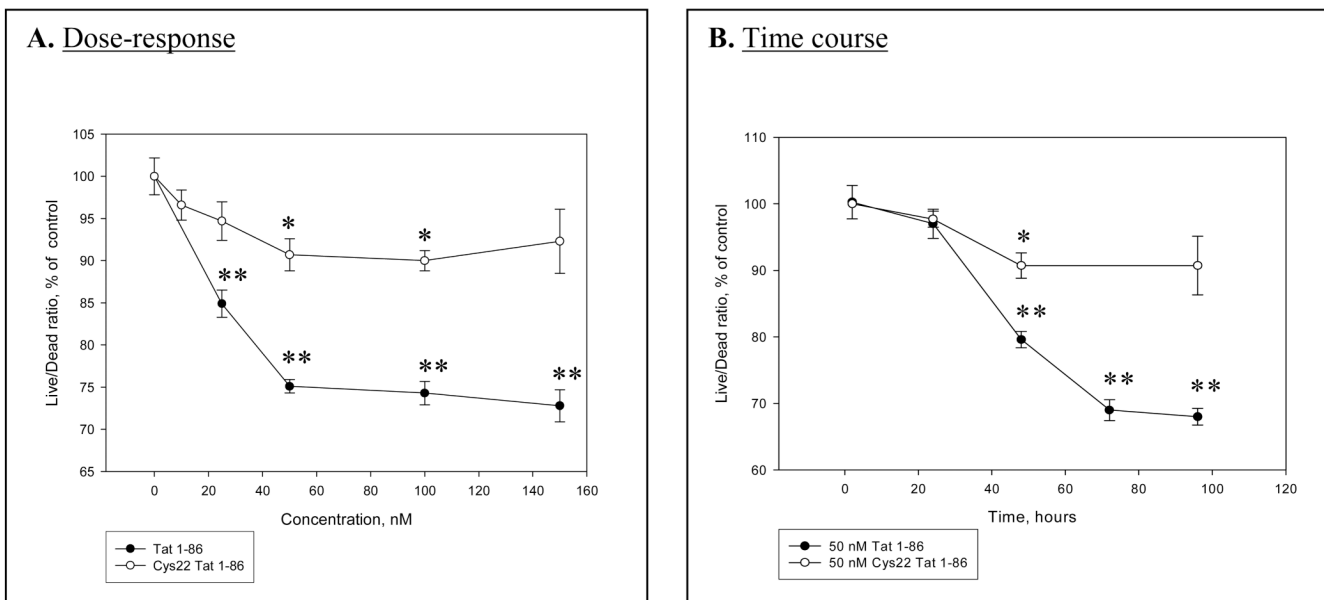 A. Dose-response
105
100
95
90
85
80
75
70
65
Live/Dead ratio, % of control
*
*
**
**
**
**
0 20 40 60 80 100 120 140 160
Concentration, nM
Tat 1-86
Cys22 Tat 1-86
B. Time course
110
100
90
80
70
60
Live/Dead ratio, % of control
*
**
**
**
0 20 40 60 80 100 120
Time, hours
50 nM Tat 1-86
50 nM Cys22 Tat 1-86